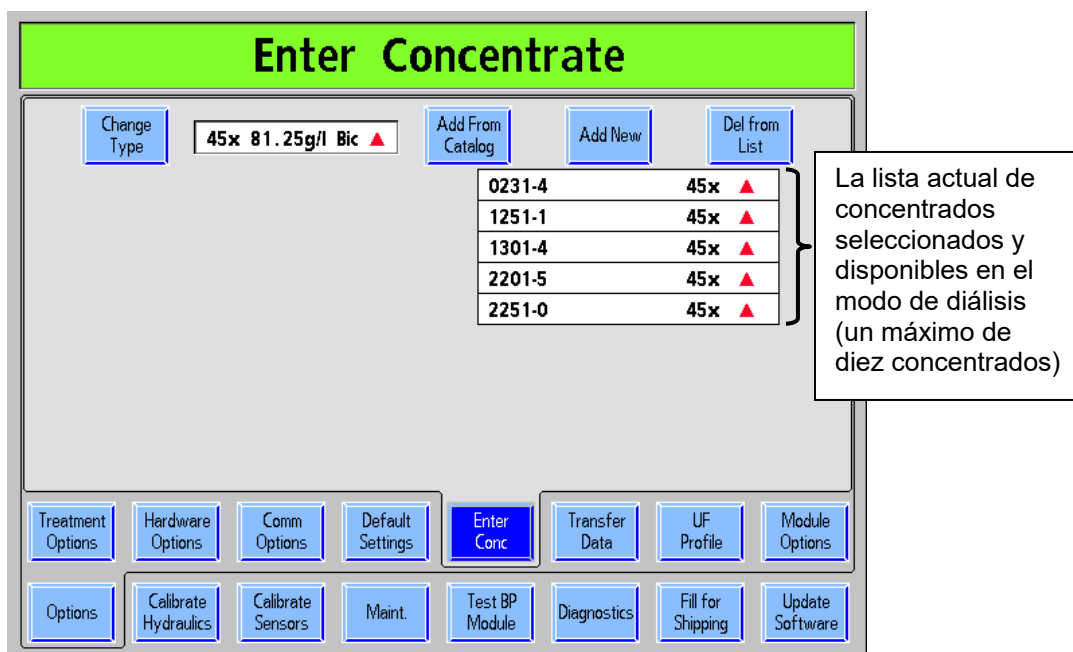 Enter Concentrate
Change
Type
45x 81.25g/l Bic ▲
Add From
Catalog
Add New
Del from
List
0231-4 45x ▲
1251-1 45x ▲
1301-4 45x ▲
2201-5 45x ▲
2251-0 45x ▲
La lista actual de
concentrados
seleccionados y
disponibles en el
modo de diálisis
(un máximo de
diez concentrados)
Treatment
Options
Hardware
Options
Comm
Options
Default
Settings
Enter
Conc
Transfer
Data
UF
Profile
Module
Options
Options
Calibrate
Hydraulics
Calibrate
Sensors
Maint.
Test BP
Module
Diagnostics
Fill for
Shipping
Update
Software